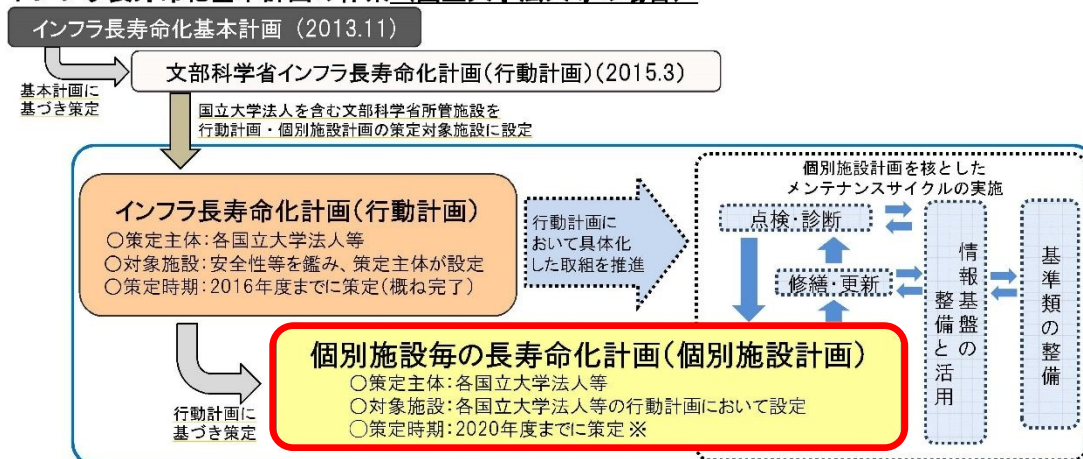 インフラ長寿命化基本計画（2013.11）
基本計画に
基づき策定
文部科学省インフラ長寿命化計画(行動計画)(2015.3)
国立大学法人を含む文部科学省所管施設を
行動計画・個別施設計画の策定対象施設に設定
インフラ長寿命化計画(行動計画)
○策定主体:各国立大学法人等
○対象施設:安全性等を鑑み、策定主体が設定
○策定時期:2016年度までに策定(概ね完了)
行動計画に
おいて具体化
した取組を推進
個別施設計画を核とした
メンテナンスサイクルの実施
点検・診断
修繕・更新
情報基盤の
整備と活用
基準類の整備
行動計画に
基づき策定
個別施設毎の長寿命化計画(個別施設計画)
○策定主体:各国立大学法人等
○対象施設:各国立大学法人等の行動計画において設定
○策定時期:2020年度までに策定※